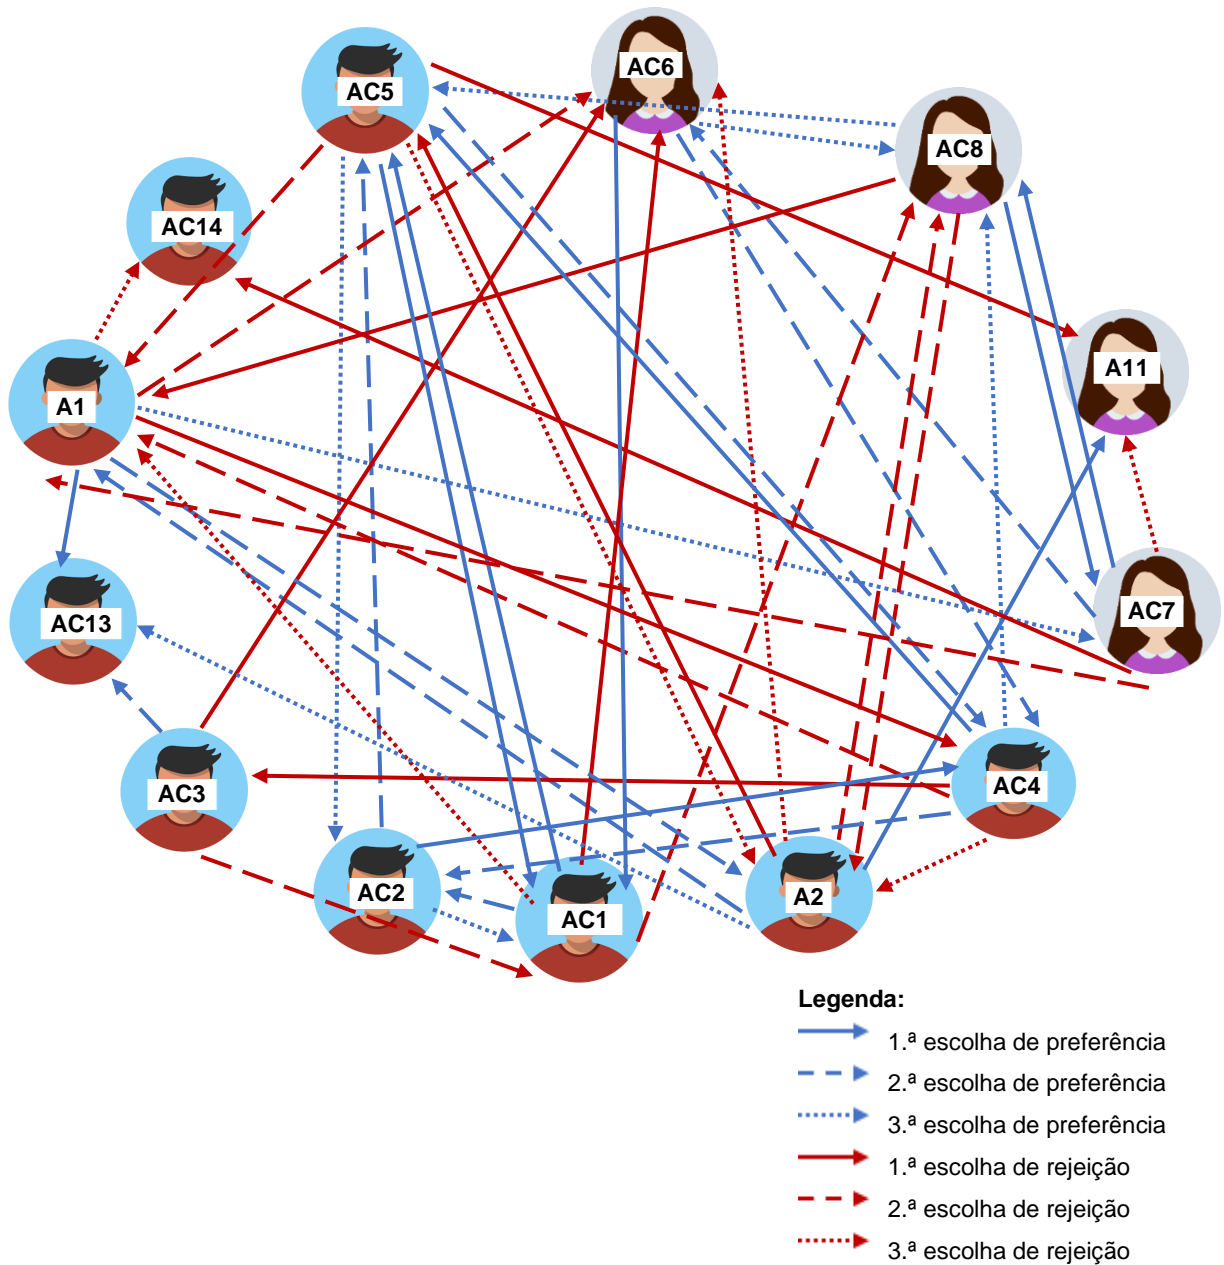 AC6
AC5
AC8
AC14
A11
A1
AC13
AC7
AC3
AC4
AC2
A2
AC1
Legenda:
1.ª escolha de preferência
2.ª escolha de preferência
3.ª escolha de preferência
1.ª escolha de rejeição
2.ª escolha de rejeição
3.ª escolha de rejeição